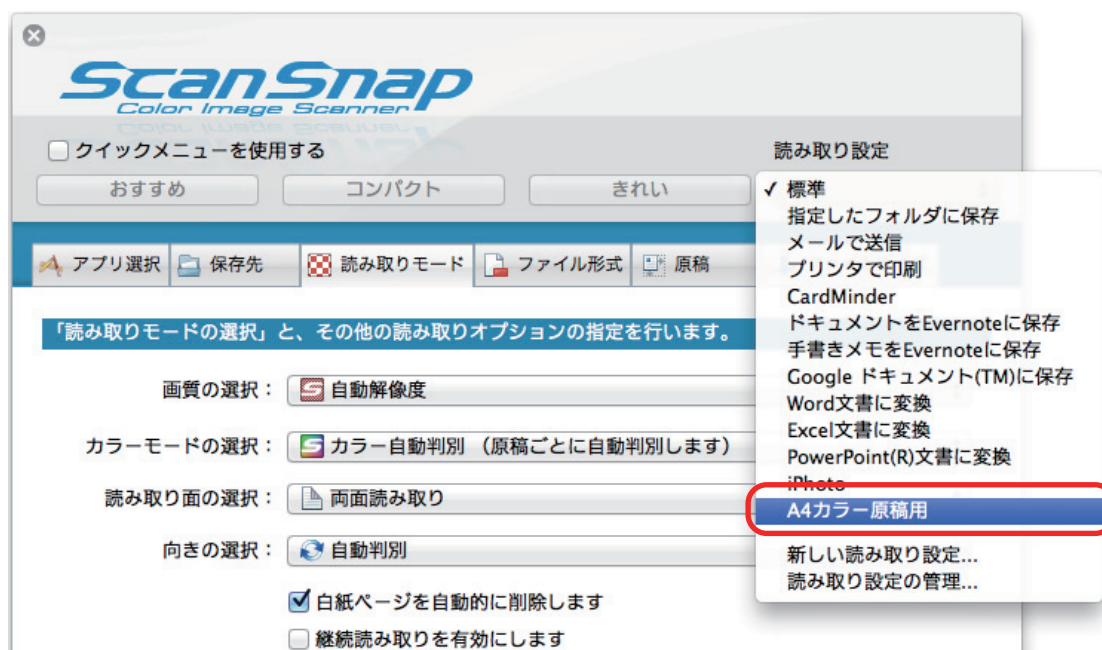 ScanSnap
Color Image Scanner
クイックメニューを使用する
読み取り設定
おすすめ
コンパクト
きれい
✓ 標準
指定したフォルダに保存
メールで送信
プリンタで印刷
CardMinder
ドキュメントをEvernoteに保存
手書きメモをEvernoteに保存
Google ドキュメント(TM)に保存
Word文書に変換
Excel文書に変換
PowerPoint(R)文書に変換
iPhoto
A4カラー原稿用
新しい読み取り設定...
読み取り設定の管理...
アプリ選択
保存先
読み取りモード
ファイル形式
原稿
「読み取りモードの選択」と、その他の読み取りオプションの指定を行います。
画質の選択： 自動解像度
カラーモードの選択： カラー自動判別 （原稿ごとに自動判別します）
読み取り面の選択： 両面読み取り
向きの選択： 自動判別
白紙ページを自動的に削除します
継続読み取りを有効にします